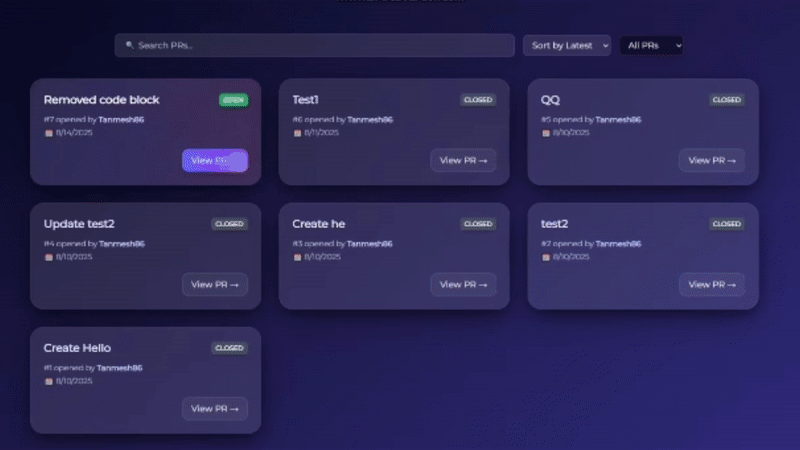 Search PRs...
Sort by Latest
All PRs
Removed code block
OPEN
#7 opened by Tanmesh86
8/14/2025
View PR
Test1
CLOSED
#6 opened by Tanmesh86
8/11/2025
View PR →
QQ
CLOSED
#5 opened by Tanmesh86
8/10/2025
View PR →
Update test2
CLOSED
#4 opened by Tanmesh86
8/10/2025
View PR →
Create he
CLOSED
#3 opened by Tanmesh86
8/10/2025
View PR →
test2
CLOSED
#2 opened by Tanmesh86
8/10/2025
View PR →
Create Hello
CLOSED
#1 opened by Tanmesh86
8/10/2025
View PR →